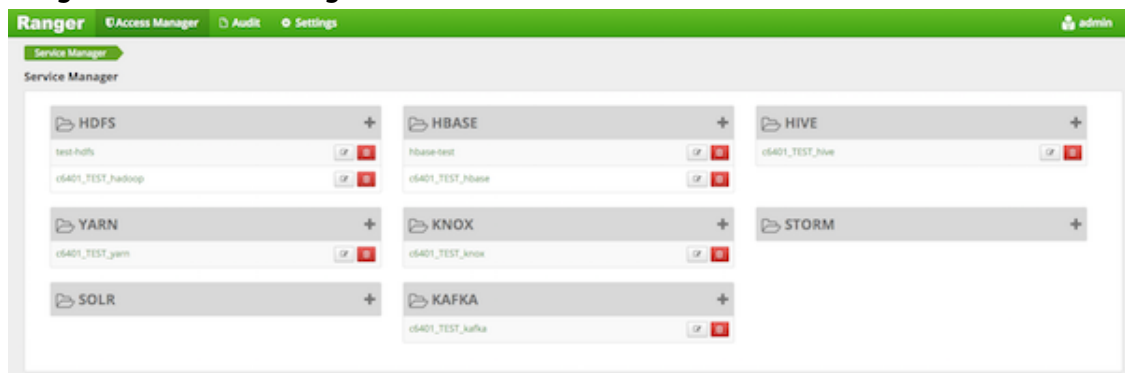 Ranger Access Manager Audit Settings admin
Service Manager
Service Manager
HDFS + HBASE + HIVE +
test-hdfs hbase-test c6401_TEST_hive
c6401_TEST_hadoop c6401_TEST_hbase
YARN + KNOX + STORM +
c6401_TEST_yarn c6401_TEST_knox
SOLR + KAFKA +
c6401_TEST_kafka